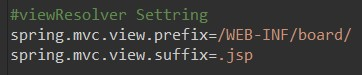 #viewResolver Settring
spring.mvc.view.prefix=/WEB-INF/board/
spring.mvc.view.suffix=.jsp